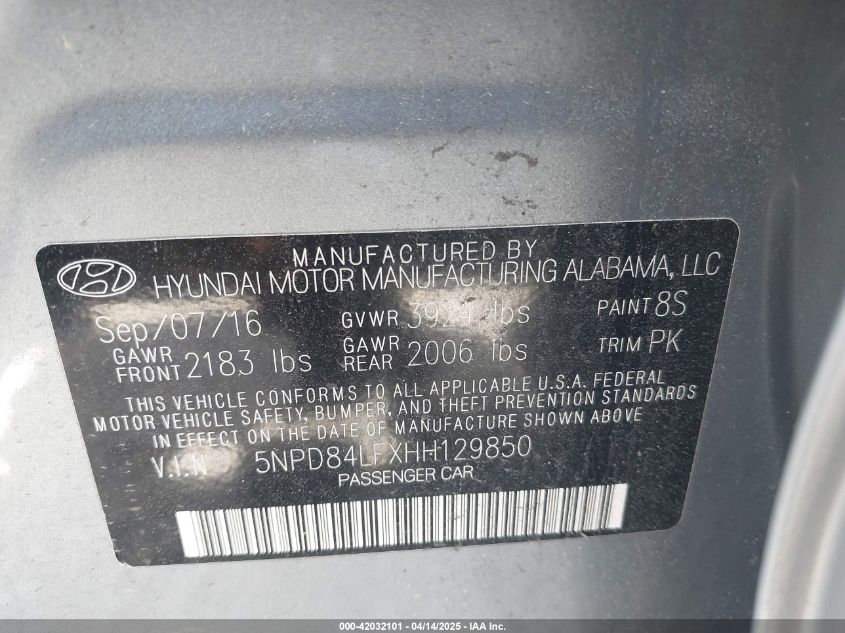 MANUFACTURED BY
HYUNDAI MOTOR MANUFACTURING ALABAMA, LLC
Sep/07/16 GVWR 3924 lbs PAINT 8S
GAWR FRONT 2183 lbs GAWR REAR 2006 lbs TRIM PK
THIS VEHICLE CONFORMS TO ALL APPLICABLE U.S.A. FEDERAL
MOTOR VEHICLE SAFETY, BUMPER, AND THEFT PREVENTION STANDARDS
IN EFFECT ON THE DATE OF MANUFACTURE SHOWN ABOVE
V.I.N 5NPD84LFXHH129850
PASSENGER CAR
000-42032101 - 04/14/2025 - IAA Inc.